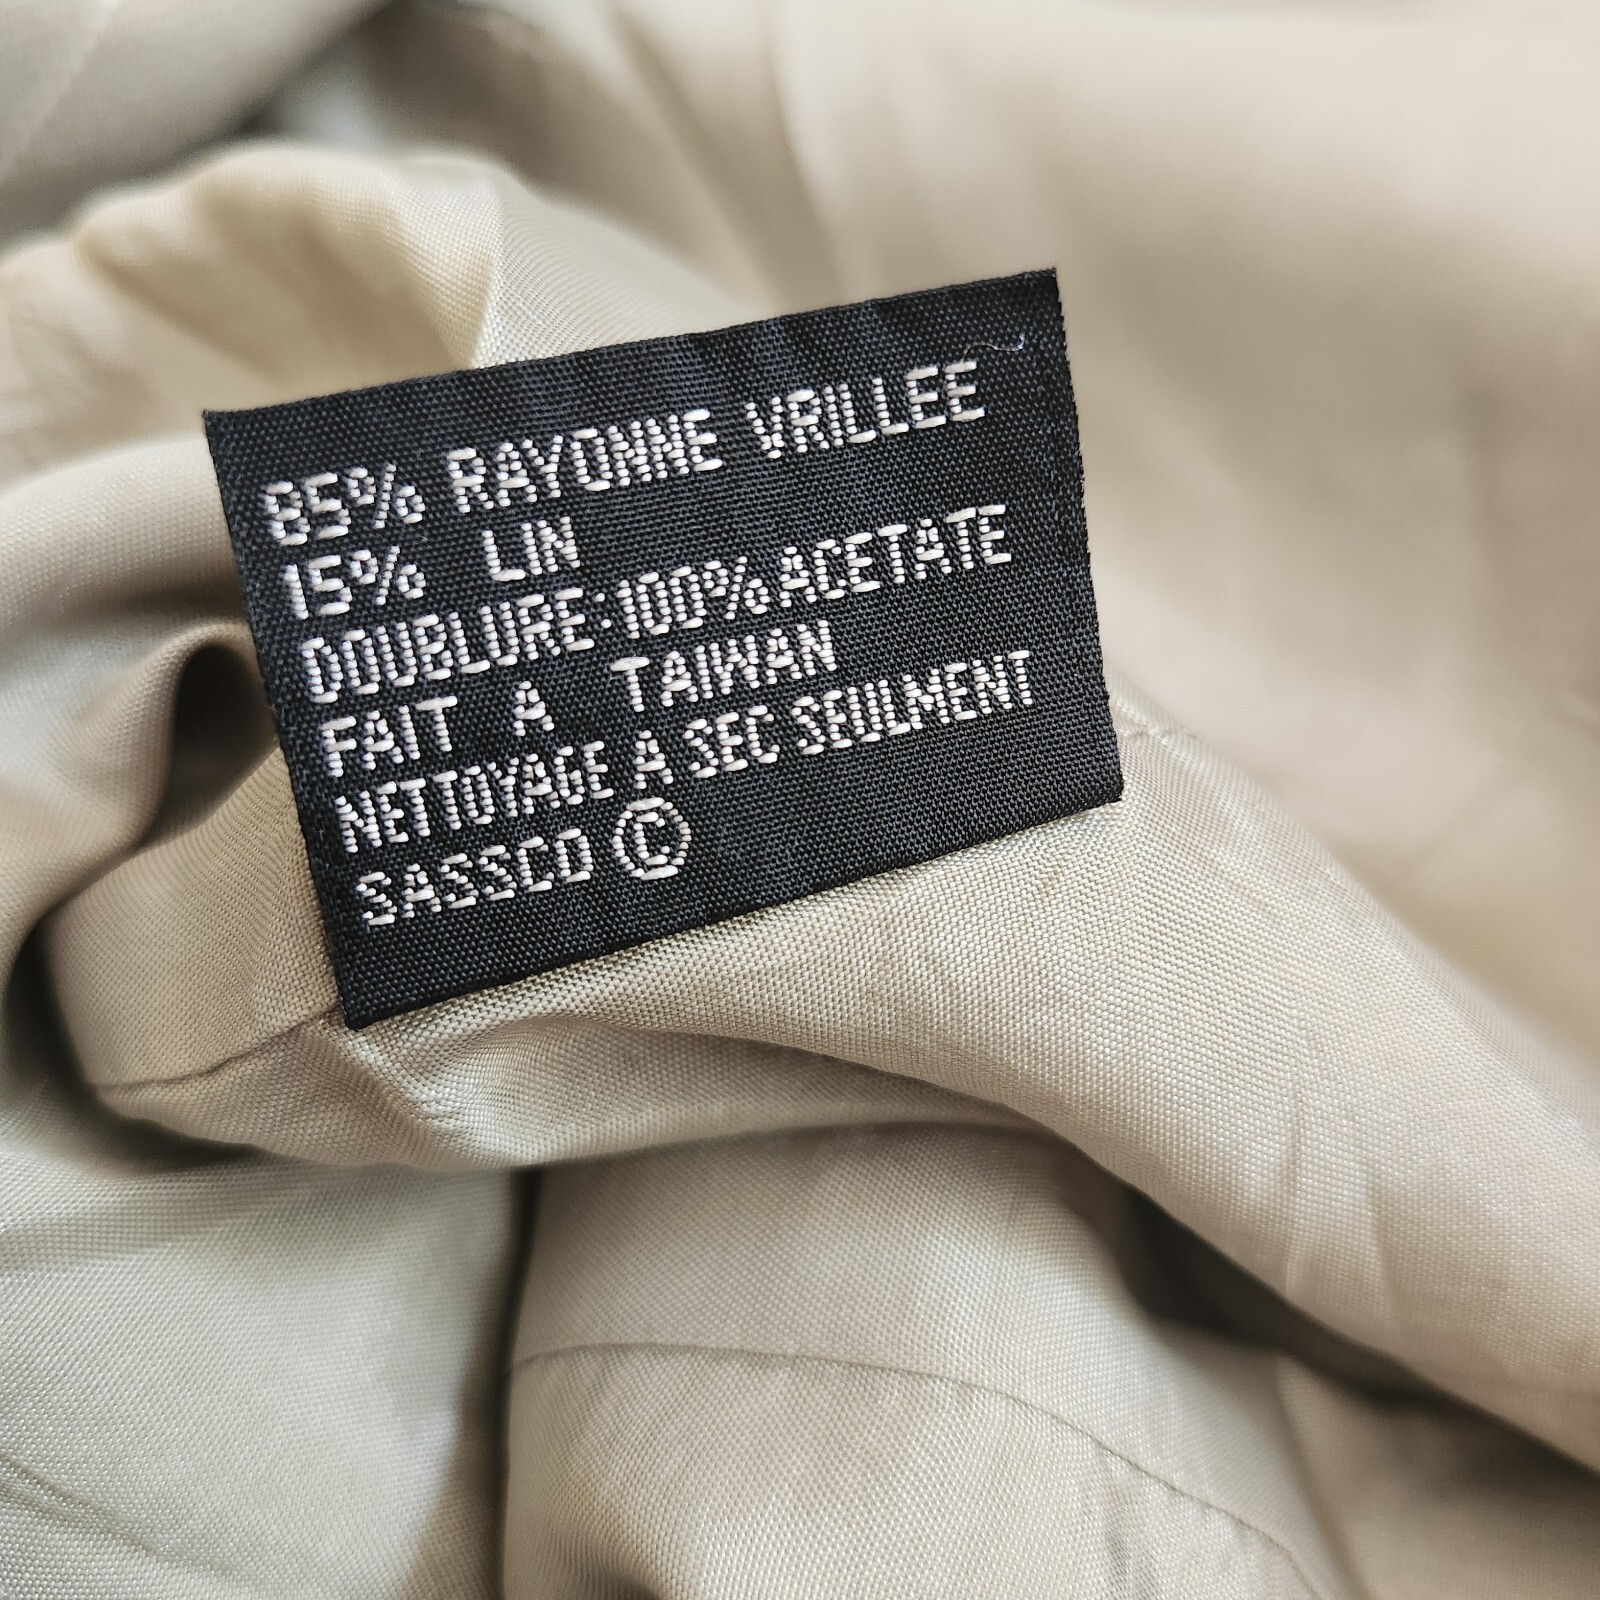 85% RAYONNE VRILLEE
15% LIN
DOUBLURE:100% ACETATE
FAIT A TAIWAN
NETTOYAGE A SEC SEULMENT
SASSCO ©